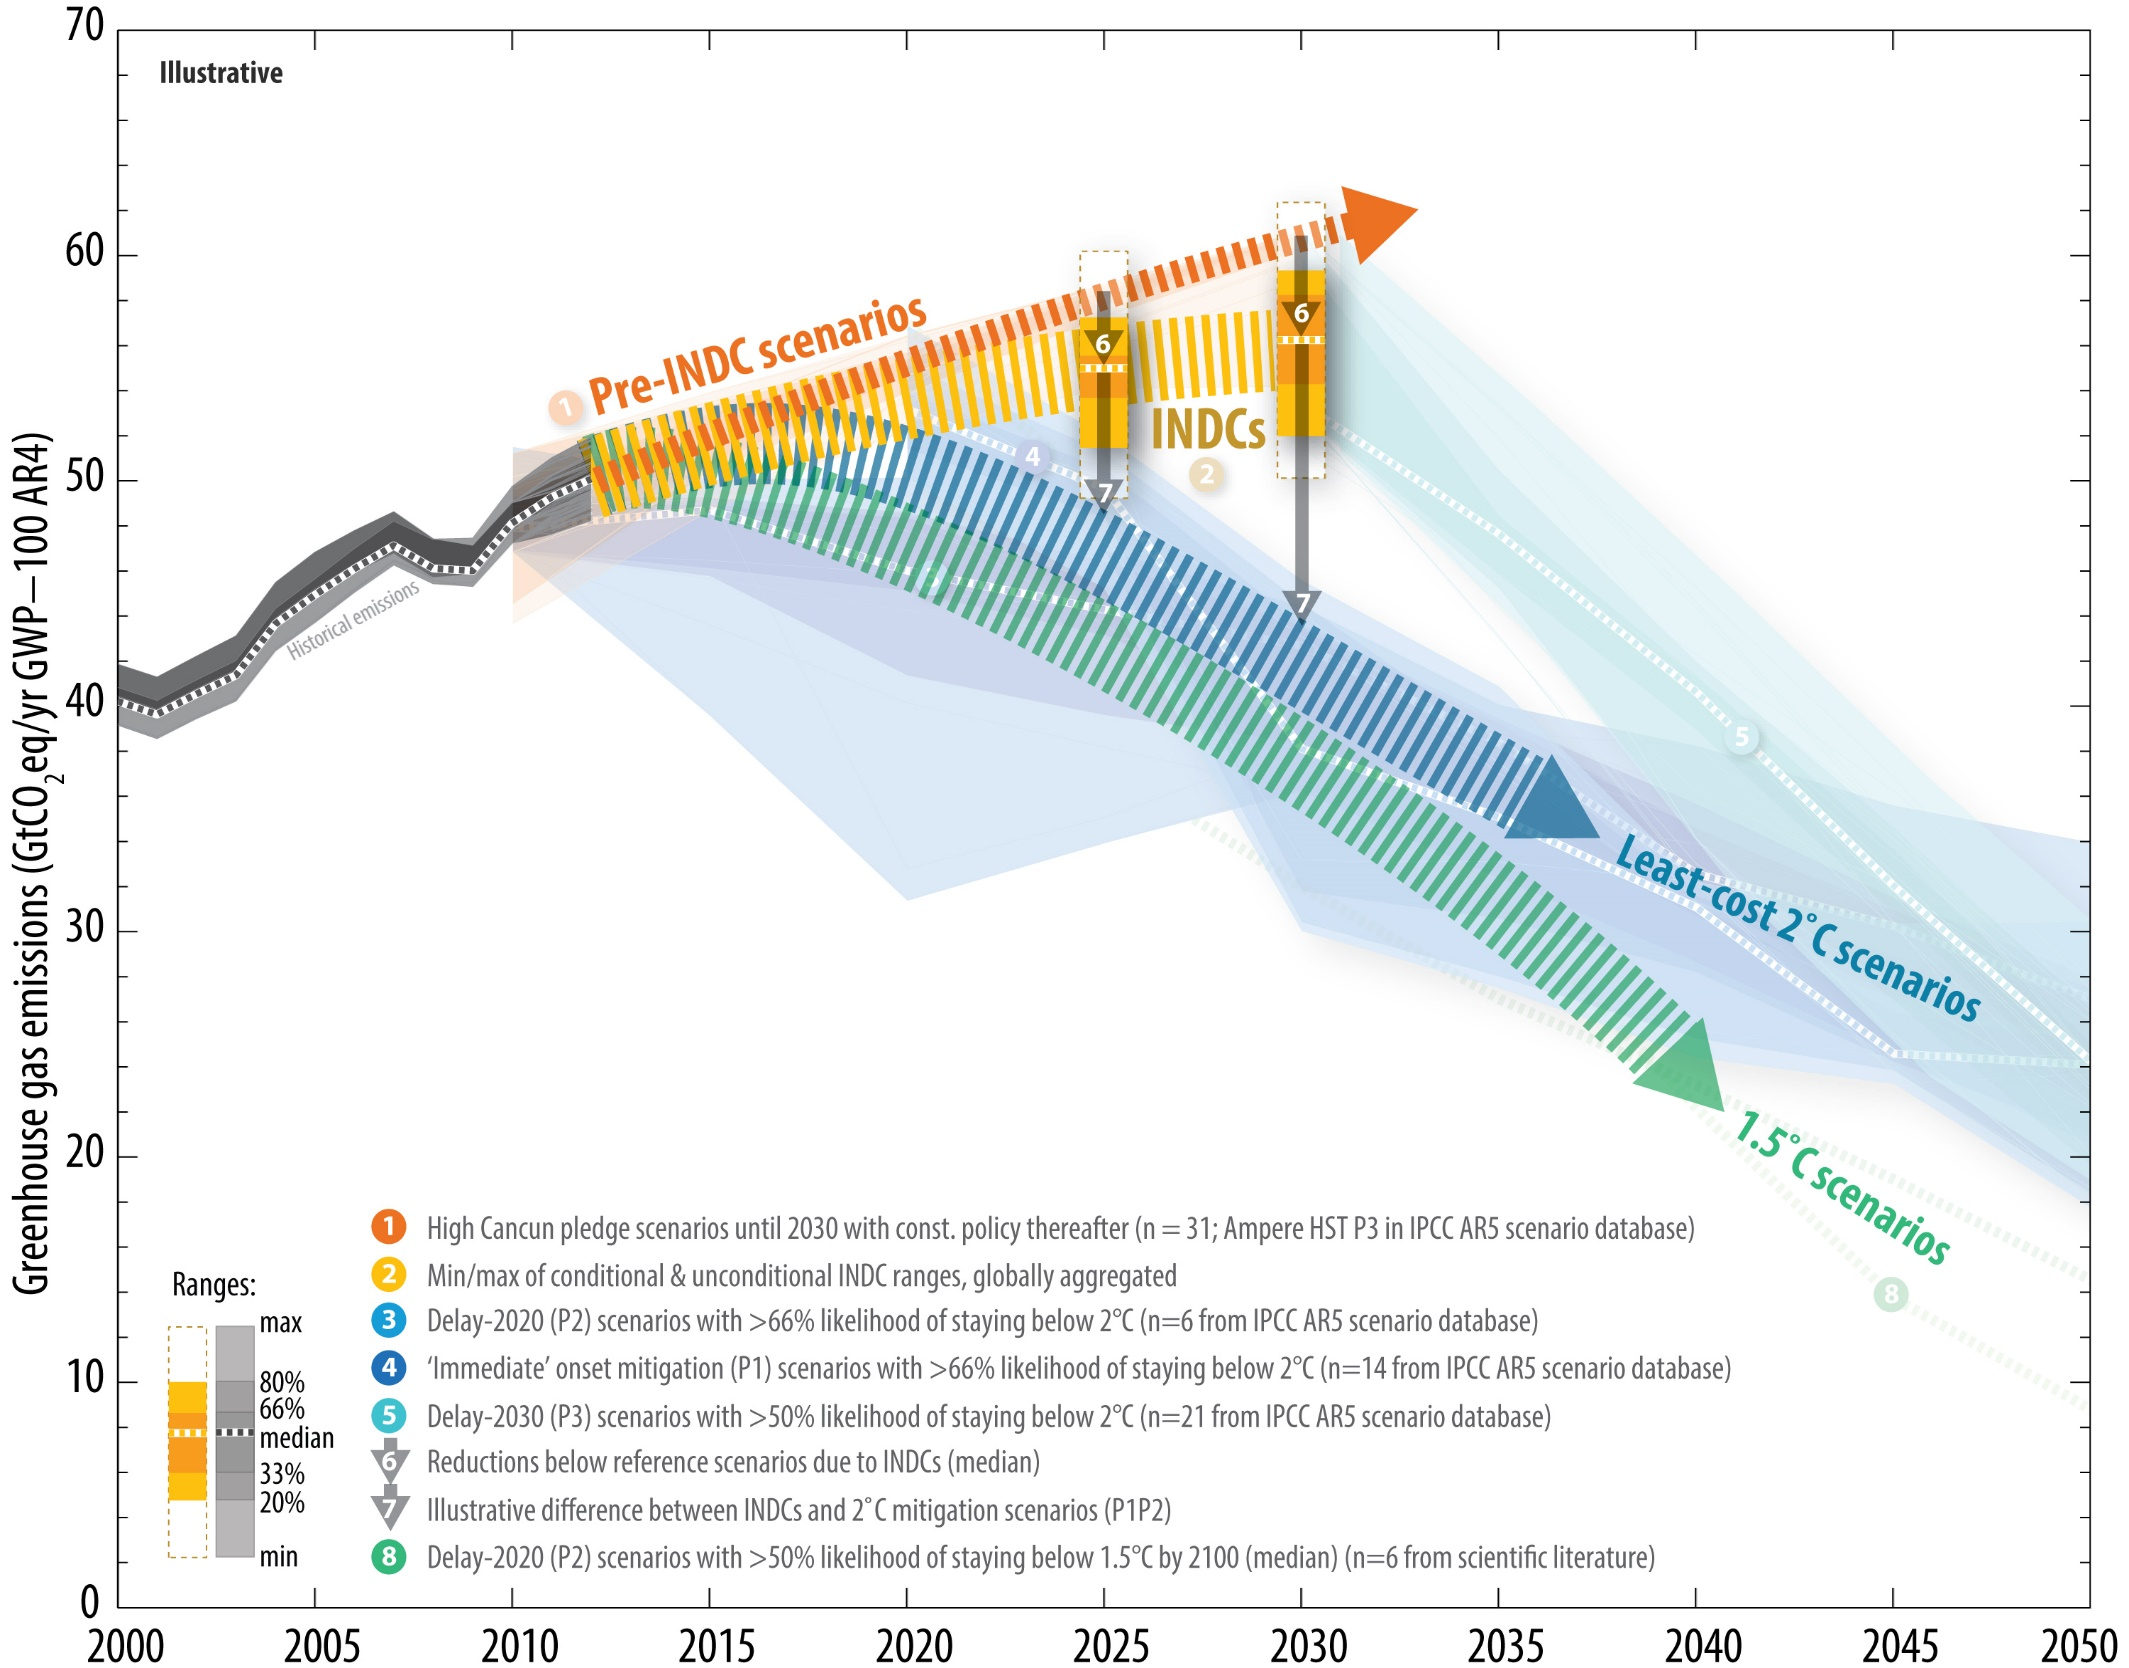 70
Illustrative
60
50
40
30
20
10
0
Greenhouse gas emissions (GtCO2eq/yr GWP–100 AR4)
Historical emissions
1
Pre-INDC scenarios
6
6
INDCs
2
4
7
7
3
5
Least-cost 2°C scenarios
1.5°C scenarios
8
1 High Cancun pledge scenarios until 2030 with const. policy thereafter (n = 31; Ampere HST P3 in IPCC AR5 scenario database)
2 Min/max of conditional & unconditional INDC ranges, globally aggregated
3 Delay-2020 (P2) scenarios with >66% likelihood of staying below 2°C (n=6 from IPCC AR5 scenario database)
4 ‘Immediate’ onset mitigation (P1) scenarios with >66% likelihood of staying below 2°C (n=14 from IPCC AR5 scenario database)
5 Delay-2030 (P3) scenarios with >50% likelihood of staying below 2°C (n=21 from IPCC AR5 scenario database)
6 Reductions below reference scenarios due to INDCs (median)
7 Illustrative difference between INDCs and 2˚C mitigation scenarios (P1P2)
8 Delay-2020 (P2) scenarios with >50% likelihood of staying below 1.5°C by 2100 (median) (n=6 from scientific literature)
Ranges:
max
80%
66%
median
33%
20%
min
2000 2005 2010 2015 2020 2025 2030 2035 2040 2045 2050